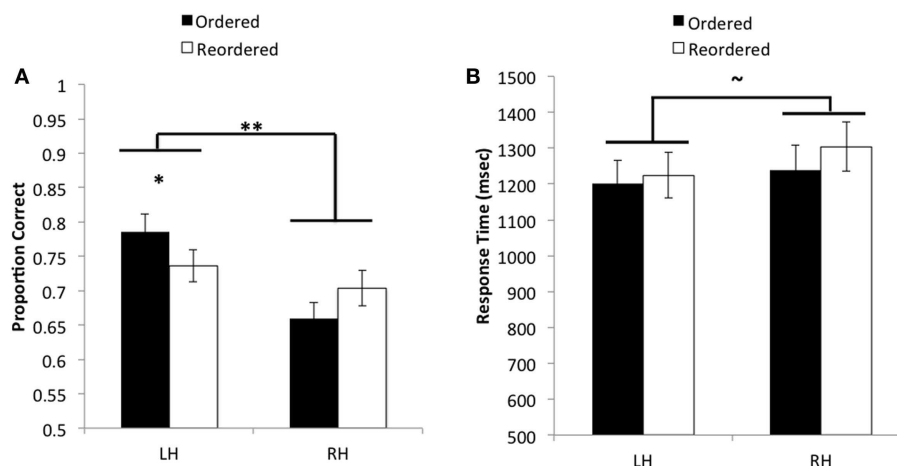 ■Ordered
□Reordered
A
Proportion Correct
1
0.95
0.9
0.85
0.8
0.75
0.7
0.65
0.6
0.55
0.5
**
*
LH
RH
■Ordered
□Reordered
B
Response Time (msec)
1500
1400
1300
1200
1100
1000
900
800
700
600
500
~
LH
RH